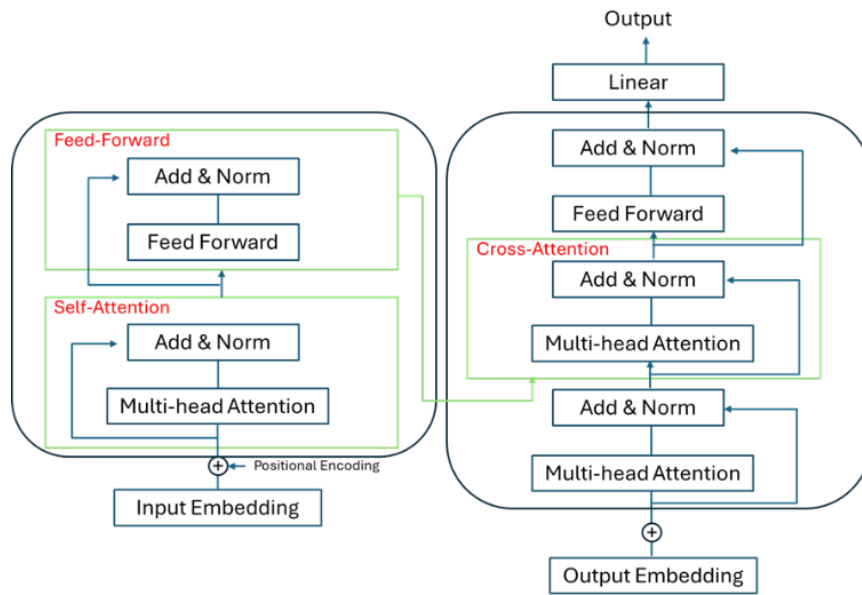 Output
Linear
Feed-Forward
Add & Norm
Feed Forward
Self-Attention
Add & Norm
Multi-head Attention
Positional Encoding
Input Embedding
Add & Norm
Feed Forward
Cross-Attention
Add & Norm
Multi-head Attention
Add & Norm
Multi-head Attention
Output Embedding